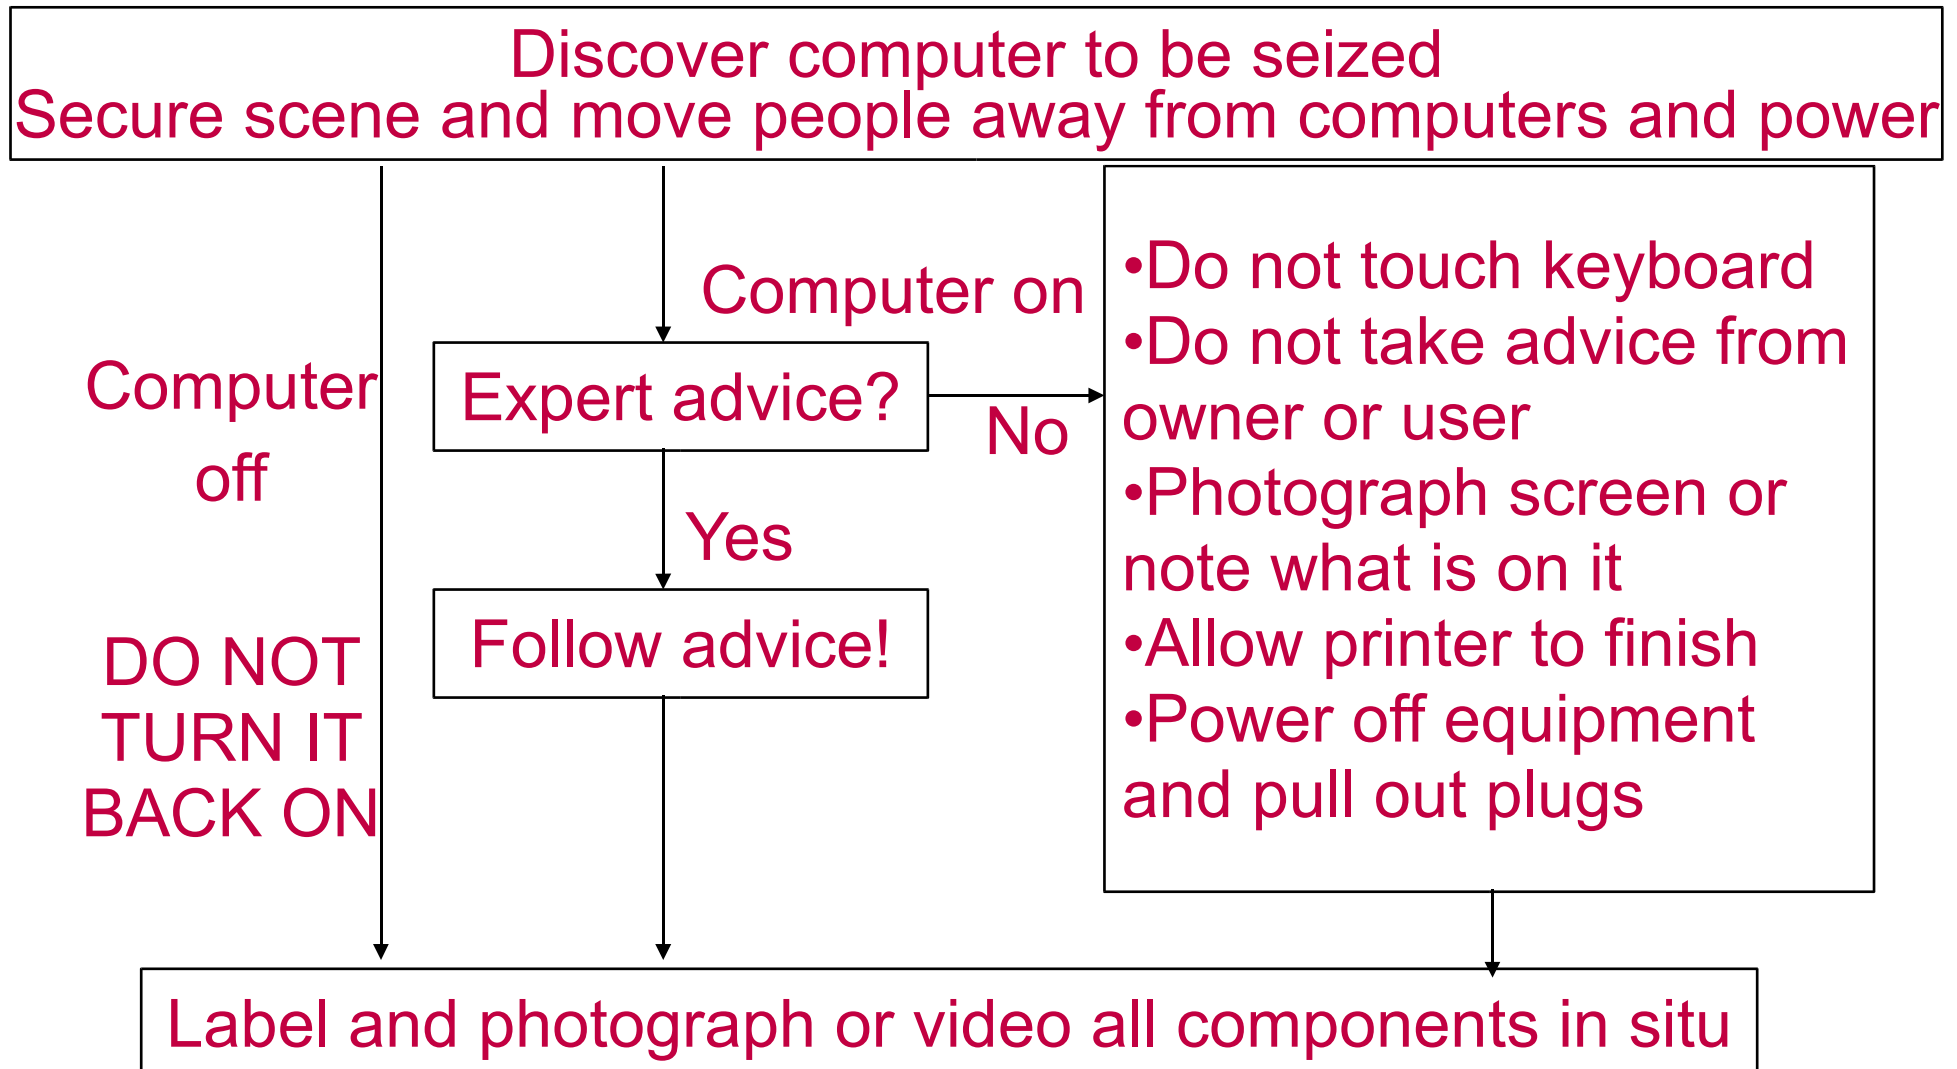 Discover computer to be seized
Secure scene and move people away from computers and power
Computer on
Computer
off
Expert advice?
No
Yes
Follow advice!
DO NOT
TURN IT
BACK ON
•Do not touch keyboard
•Do not take advice from
owner or user
•Photograph screen or
note what is on it
•Allow printer to finish
•Power off equipment
and pull out plugs
Label and photograph or video all components in situ